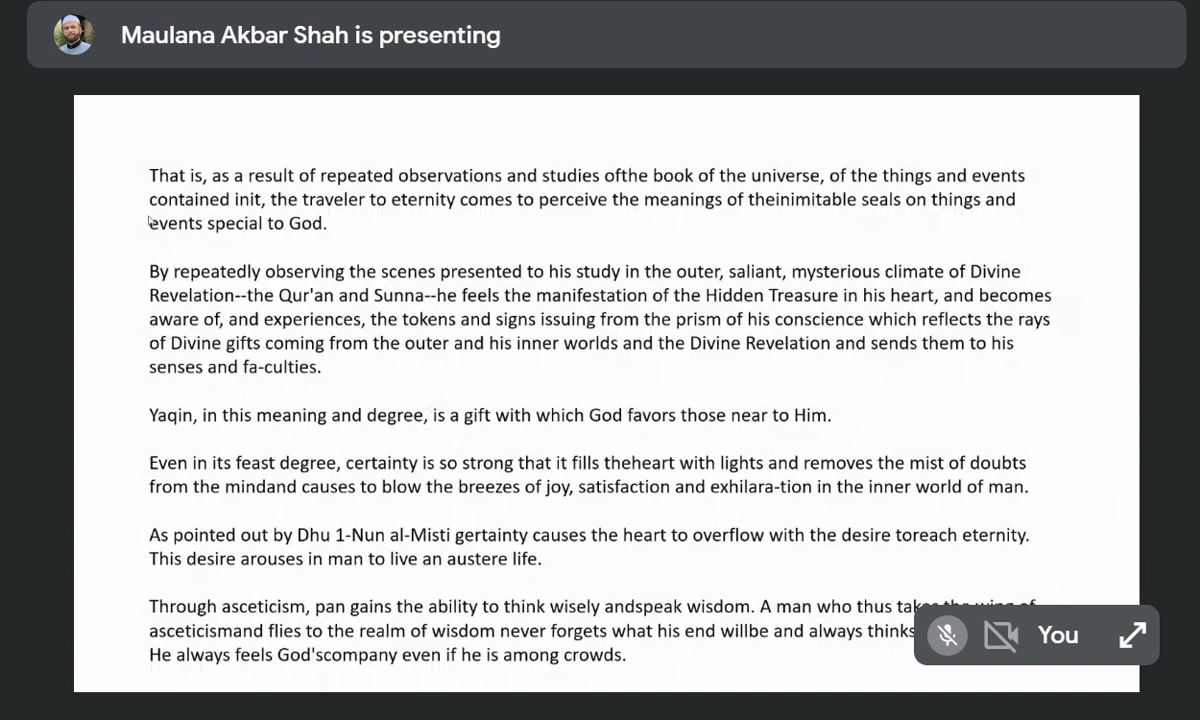 Maulana Akbar Shah is presenting
That is, as a result of repeated observations and studies ofthe book of the universe, of the things and events
contained init, the traveler to eternity comes to perceive the meanings of theinimitable seals on things and
events special to God.
By repeatedly observing the scenes presented to his study in the outer, saliant, mysterious climate of Divine
Revelation--the Qur'an and Sunna--he feels the manifestation of the Hidden Treasure in his heart, and becomes
aware of, and experiences, the tokens and signs issuing from the prism of his conscience which reflects the rays
of Divine gifts coming from the outer and his inner worlds and the Divine Revelation and sends them to his
senses and fa-culties.
Yaqin, in this meaning and degree, is a gift with which God favors those near to Him.
Even in its feast degree, certainty is so strong that it fills theheart with lights and removes the mist of doubts
from the mindand causes to blow the breezes of joy, satisfaction and exhilara-tion in the inner world of man.
As pointed out by Dhu 1-Nun al-Misti gertainty causes the heart to overflow with the desire toreach eternity.
This desire arouses in man to live an austere life.
Through asceticism, pan gains the ability to think wisely andspeak wisdom. A man who thus takes the wing of
asceticismand flies to the realm of wisdom never forgets what his end willbe and always thinks
He always feels God'scompany even if he is among crowds.
You